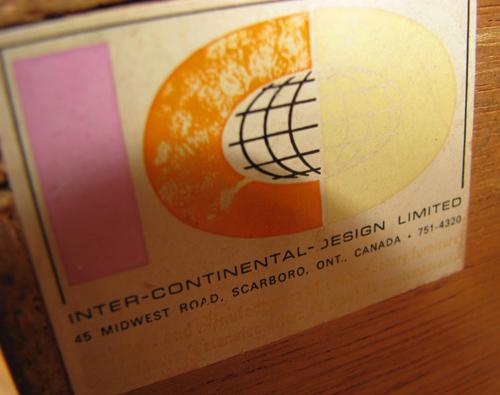 INTER-CONTINENTAL-DESIGN LIMITED
45 MIDWEST ROAD, SCARBORO, ONT., CANADA • 751-4320